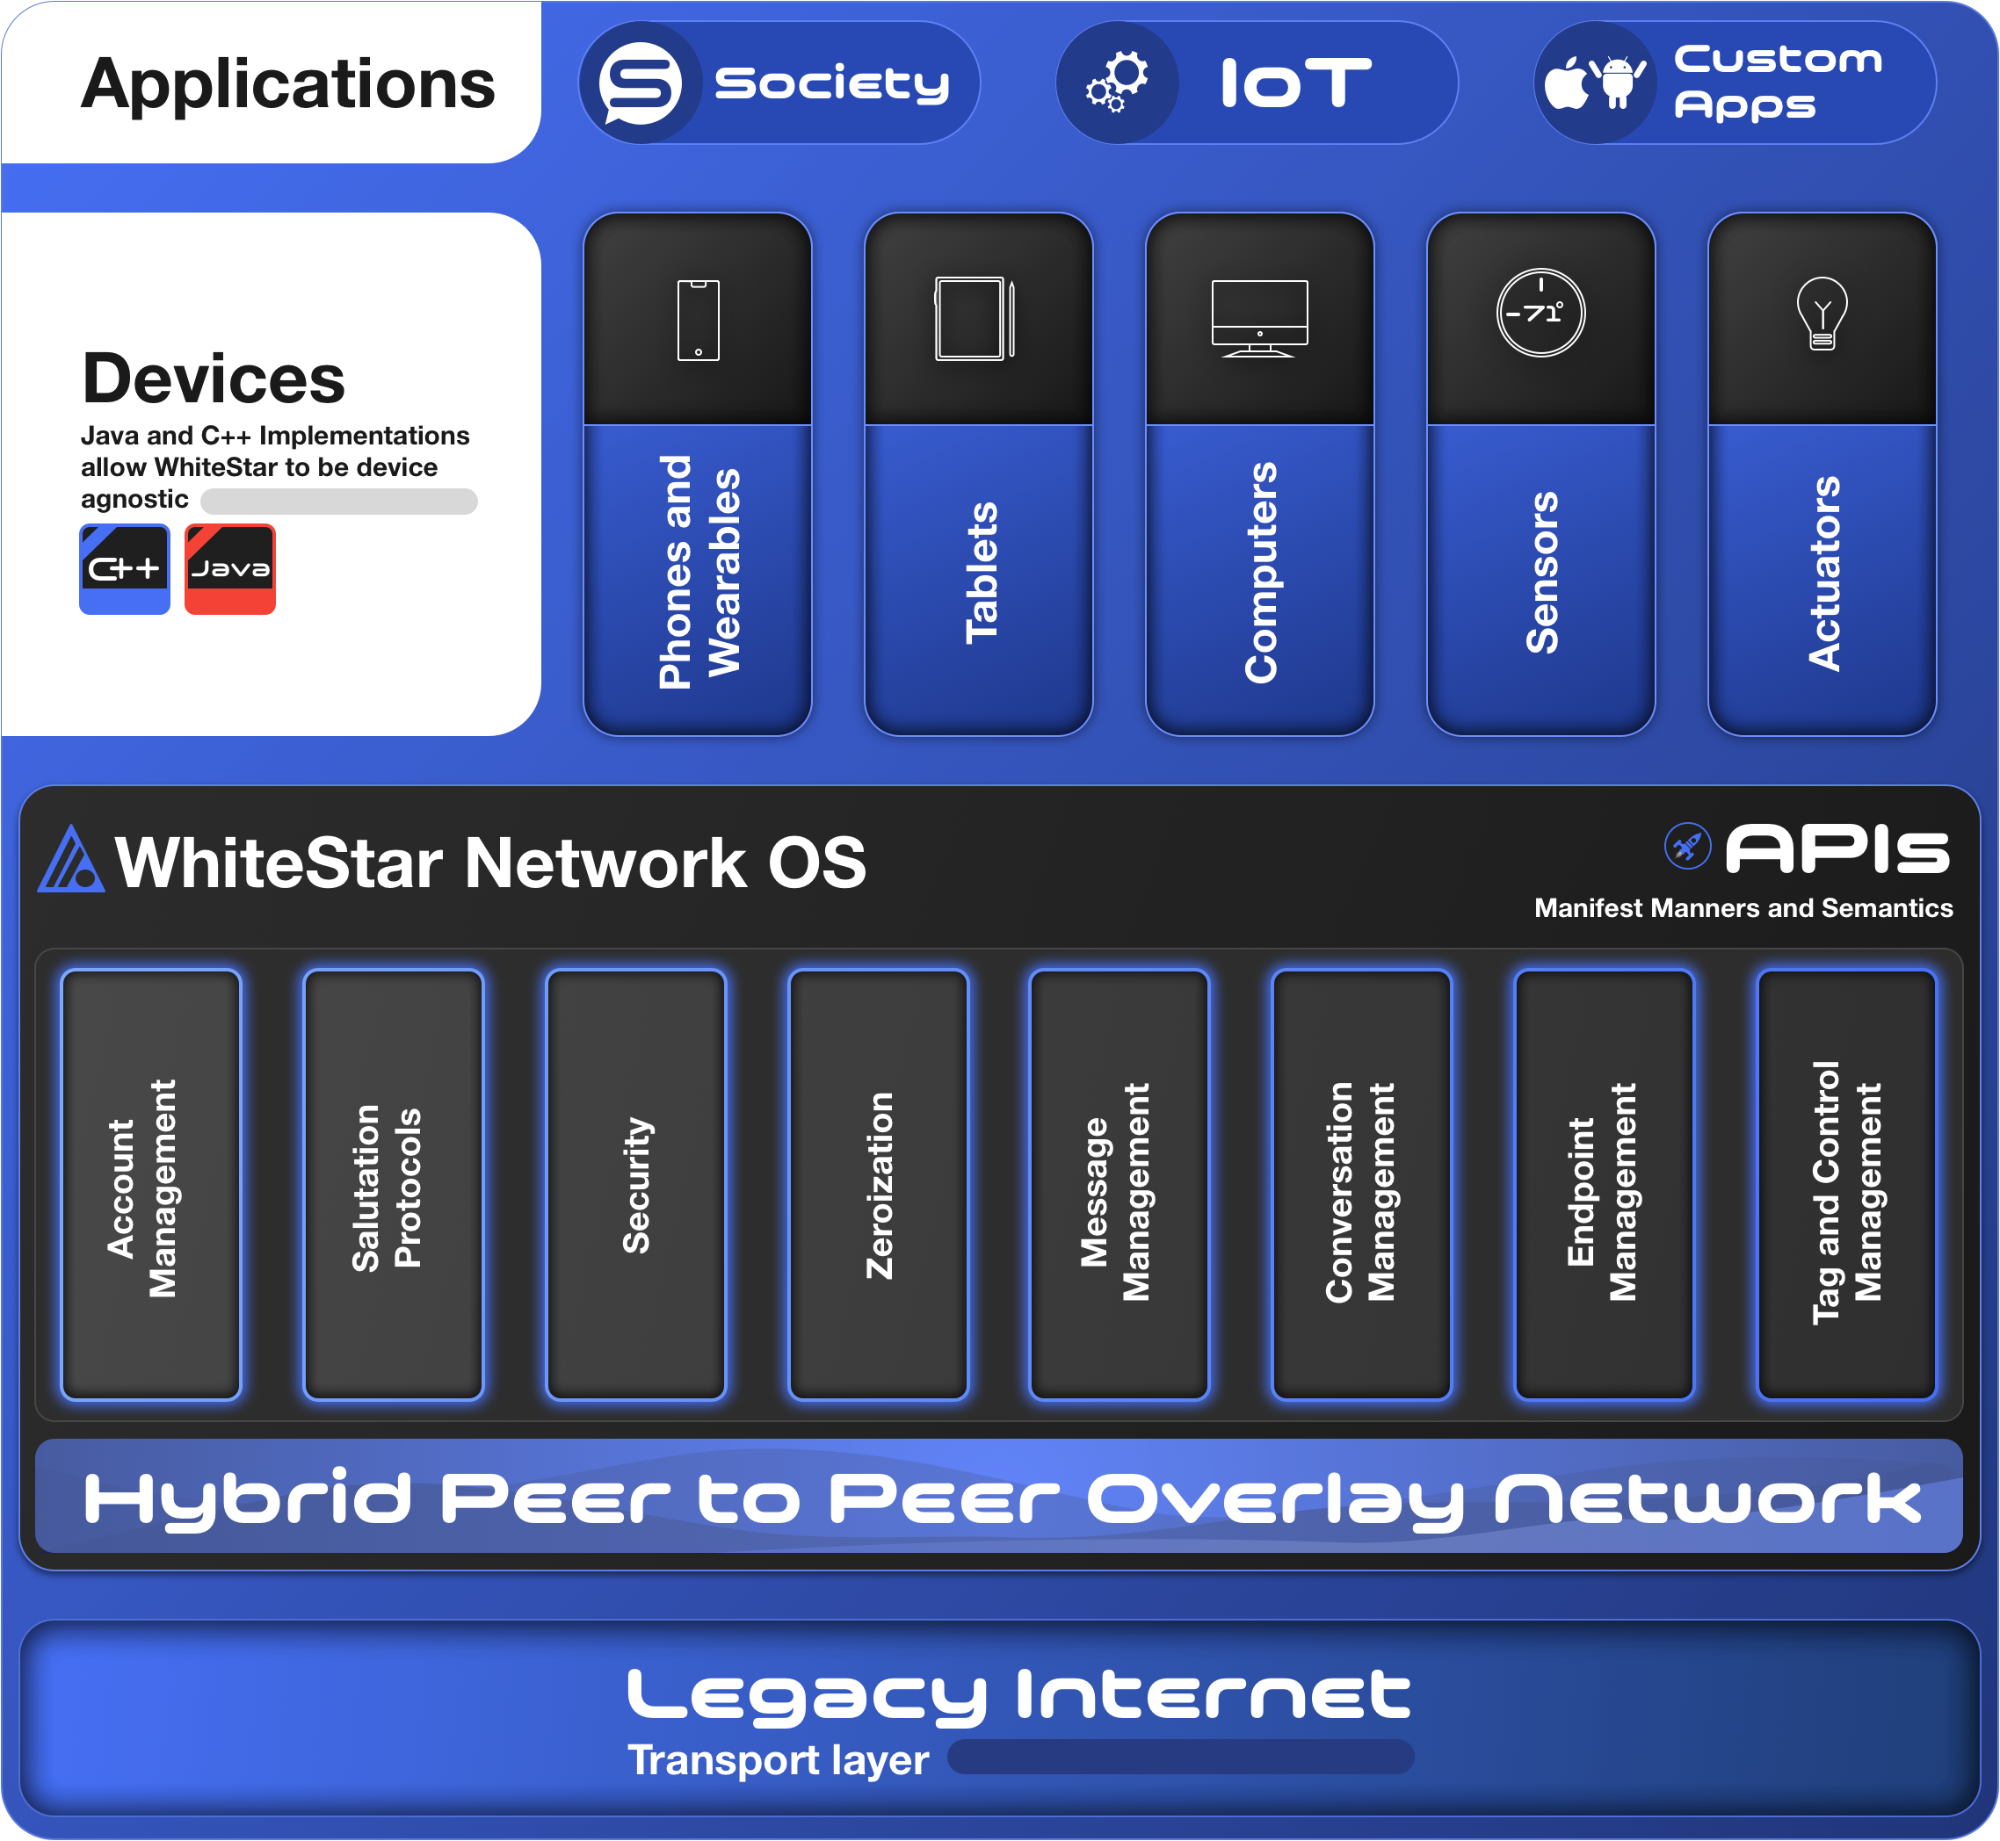 Applications
Society
IoT
Custom
Apps
Devices
Java and C++ Implementations
allow WhiteStar to be device
agnostic
C++
Java
Phones and
Wearables
Tablets
Computers
-71°
Sensors
Actuators
WhiteStar Network OS
APIs
Manifest Manners and Semantics
Account
Management
Salutation
Protocols
Security
Zeroization
Message
Management
Conversation
Management
Endpoint
Management
Tag and Control
Management
Hybrid Peer to Peer Overlay Network
Legacy Internet
Transport layer